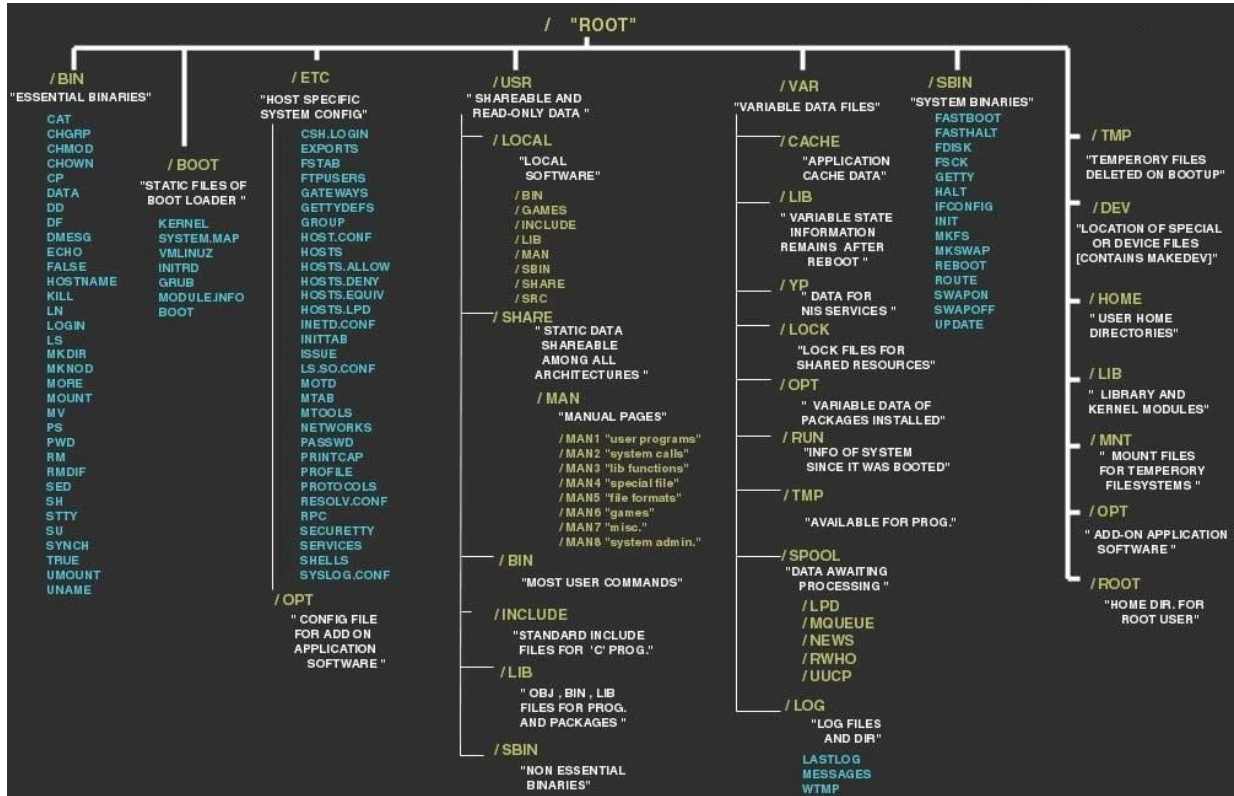 / "ROOT"
/BIN
"ESSENTIAL BINARIES"
CAT
CHGRP
CHMOD
CHOWN
CP
DATA
DD
DF
DMESG
ECHO
FALSE
HOSTNAME
KILL
LN
LOGIN
LS
MKDIR
MKNOD
MORE
MOUNT
MV
PS
PWD
RM
RMDIF
SED
SH
STTY
SU
SYNCH
TRUE
UMOUNT
UNAME
/BOOT
"STATIC FILES OF
BOOT LOADER "
KERNEL
SYSTEM.MAP
VMLINUZ
INITRD
GRUB
MODULE.INFO
BOOT
/ETC
"HOST SPECIFIC
SYSTEM CONFIG"
CSH.LOGIN
EXPORTS
FSTAB
FTPUSERS
GATEWAYS
GETTYDEFS
GROUP
HOST.CONF
HOSTS
HOSTS.ALLOW
HOSTS.DENY
HOSTS.EQUIV
HOSTS.LPD
INETD.CONF
INITTAB
ISSUE
LS.SO.CONF
MOTD
MTAB
MTOOLS
NETWORKS
PASSWD
PRINTCAP
PROFILE
PROTOCOLS
RESOLV.CONF
RPC
SECURETTY
SERVICES
SHELLS
SYSLOG.CONF
/OPT
" CONFIG FILE
FOR ADD ON
APPLICATION
SOFTWARE "
/USR
" SHAREABLE AND
READ-ONLY DATA "
/LOCAL
"LOCAL
SOFTWARE"
/BIN
/GAMES
/INCLUDE
/LIB
/MAN
/SBIN
/SHARE
/SRC
/SHARE
" STATIC DATA
SHAREABLE
AMONG ALL
ARCHITECTURES "
/MAN
"MANUAL PAGES"
/MAN1 "user programs"
/MAN2 "system calls"
/MAN3 "lib functions"
/MAN4 "special file"
/MAN5 "file formats"
/MAN6 "games"
/MAN7 "misc."
/MAN8 "system admin."
/BIN
"MOST USER COMMANDS"
/INCLUDE
"STANDARD INCLUDE
FILES FOR 'C' PROG."
/LIB
" OBJ , BIN , LIB
FILES FOR PROG.
AND PACKAGES "
/SBIN
"NON ESSENTIAL
BINARIES"
/VAR
"VARIABLE DATA FILES"
/CACHE
"APPLICATION
CACHE DATA"
/LIB
" VARIABLE STATE
INFORMATION
REMAINS AFTER
REBOOT "
/YP
" DATA FOR
NIS SERVICES "
/LOCK
"LOCK FILES FOR
SHARED RESOURCES"
/OPT
" VARIABLE DATA OF
PACKAGES INSTALLED"
/RUN
"INFO OF SYSTEM
SINCE IT WAS BOOTED"
/TMP
"AVAILABLE FOR PROG."
/SPOOL
"DATA AWAITING
PROCESSING "
/LPD
/MQUEUE
/NEWS
/RWHO
/UUCP
/LOG
"LOG FILES
AND DIR"
LASTLOG
MESSAGES
WTMP
/SBIN
"SYSTEM BINARIES"
FASTBOOT
FASTHALT
FDISK
FSCK
GETTY
HALT
IFCONFIG
INIT
MKFS
MKSWAP
REBOOT
ROUTE
SWAPON
SWAPOFF
UPDATE
/TMP
"TEMPERORY FILES
DELETED ON BOOTUP"
/DEV
"LOCATION OF SPECIAL
OR DEVICE FILES
[CONTAINS MAKEDEV]"
/HOME
" USER HOME
DIRECTORIES"
/LIB
" LIBRARY AND
KERNEL MODULES"
/MNT
" MOUNT FILES
FOR TEMPERORY
FILESYSTEMS "
/OPT
" ADD-ON APPLICATION
SOFTWARE "
/ROOT
"HOME DIR. FOR
ROOT USER"